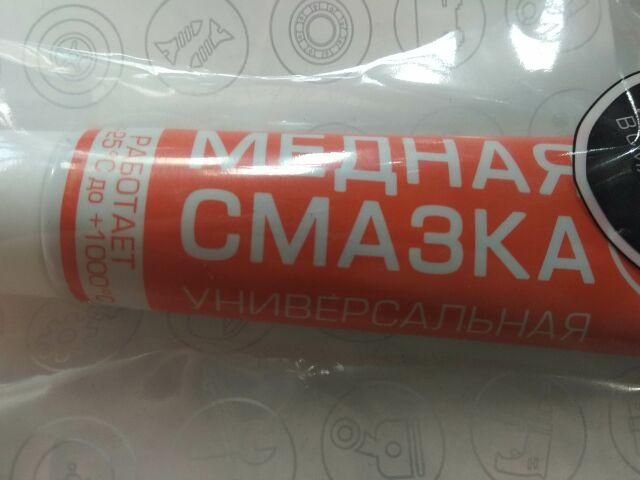 МЕДНАЯ
СМАЗКА
УНИВЕРСАЛЬНАЯ
РАБОТАЕТ
25°C до +1000°C